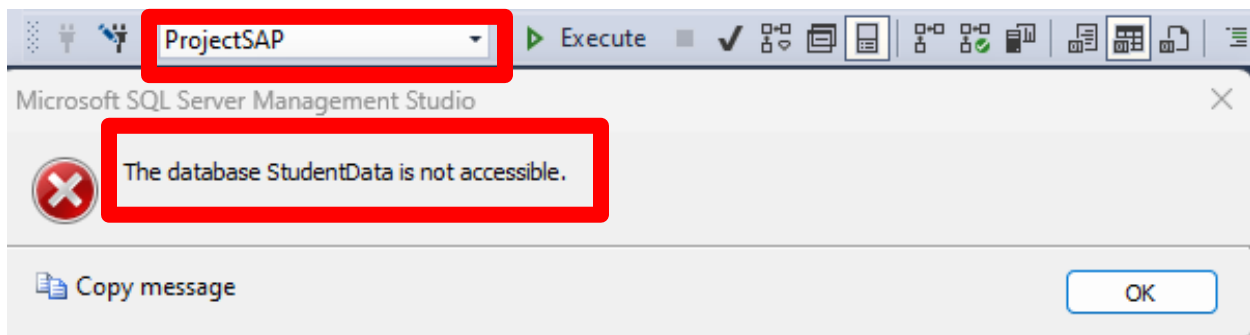 ProjectSAP Execute
Microsoft SQL Server Management Studio
The database StudentData is not accessible.
Copy message OK